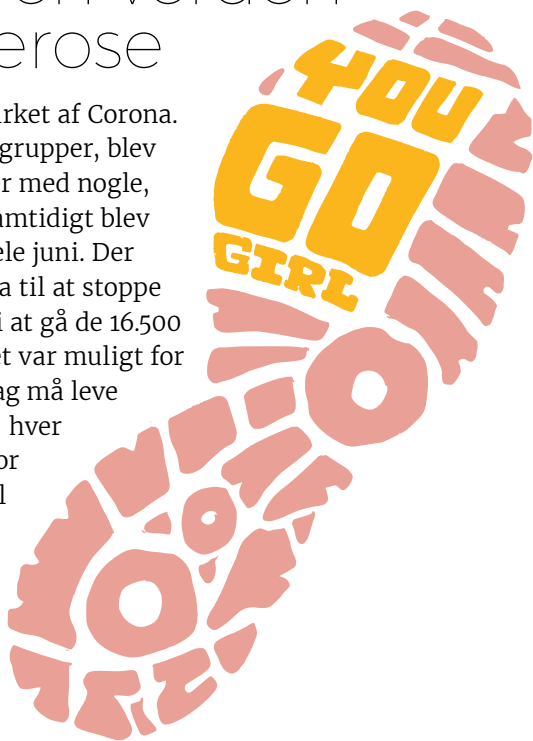 erose
rket af Corona.
grupper, blev
r med nogle,
amtidigt blev
ele juni. Der
a til at stoppe
i at gå de 16.500
et var muligt for
ag må leve
hver
or
l
YOU
GO
GIRL